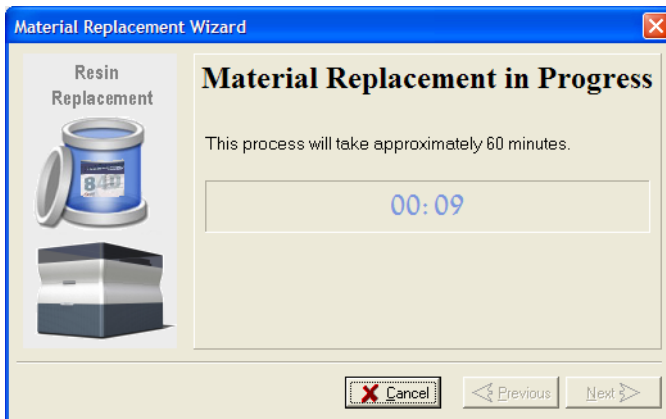 Material Replacement Wizard
Resin
Replacement
840
Material Replacement in Progress
This process will take approximately 60 minutes.
00:09
Cancel
Previous
Next